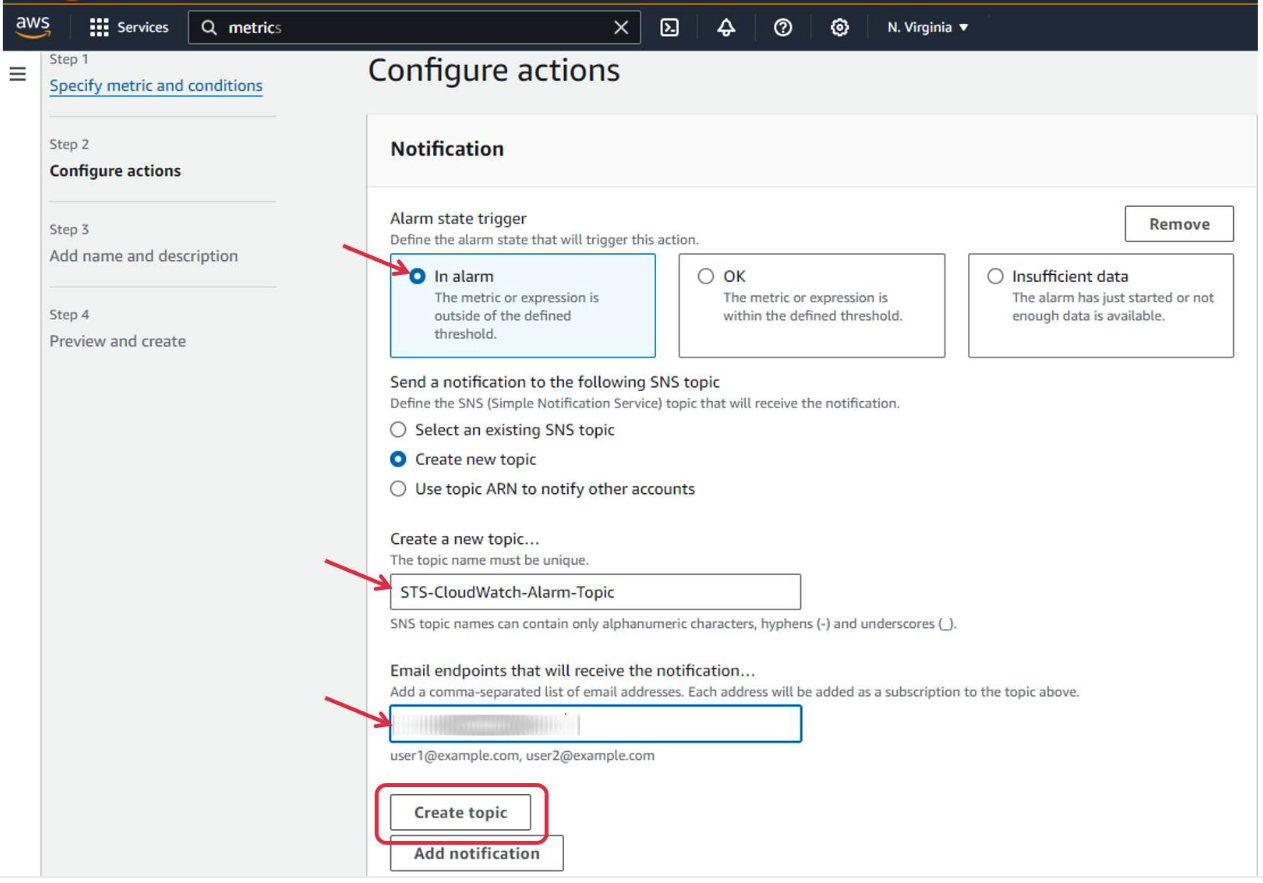 aws
Services
metrics
N. Virginia
Step 1
Specify metric and conditions
Step 2
Configure actions
Step 3
Add name and description
Step 4
Preview and create
Configure actions
Notification
Alarm state trigger
Define the alarm state that will trigger this action.
Remove
In alarm
The metric or expression is
outside of the defined
threshold.
OK
The metric or expression is
within the defined threshold.
Insufficient data
The alarm has just started or not
enough data is available.
Send a notification to the following SNS topic
Define the SNS (Simple Notification Service) topic that will receive the notification.
Select an existing SNS topic
Create new topic
Use topic ARN to notify other accounts
Create a new topic…
The topic name must be unique.
STS-CloudWatch-Alarm-Topic
SNS topic names can contain only alphanumeric characters, hyphens (-) and underscores (_).
Email endpoints that will receive the notification…
Add a comma-separated list of email addresses. Each address will be added as a subscription to the topic above.
user1@example.com, user2@example.com
Create topic
Add notification